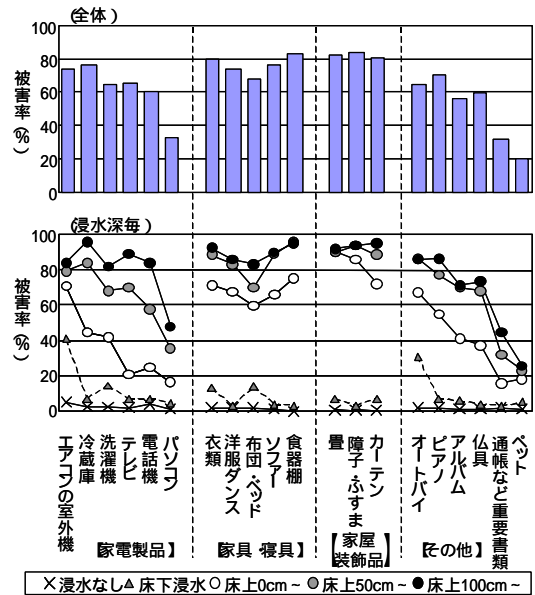 (全体)
100
80
60
40
20
0
被害率(%)
(浸水深毎)
100
80
60
40
20
0
被害率(%)
エアコンの室外機
冷蔵庫
洗濯機
テレビ
電話機
パソコン
衣類
洋服ダンス
布団・ベッド
ソファー
食器棚
畳
障子・ふすま
カーテン
オートバイ
ピアノ
アルバム
仏具
通帳など重要書類
ペット
【家電製品】
【家具・寝具】
【家屋装飾品】
【その他】
×浸水なし ▲床下浸水 ○床上0cm~ ●床上50cm~ ●床上100cm~